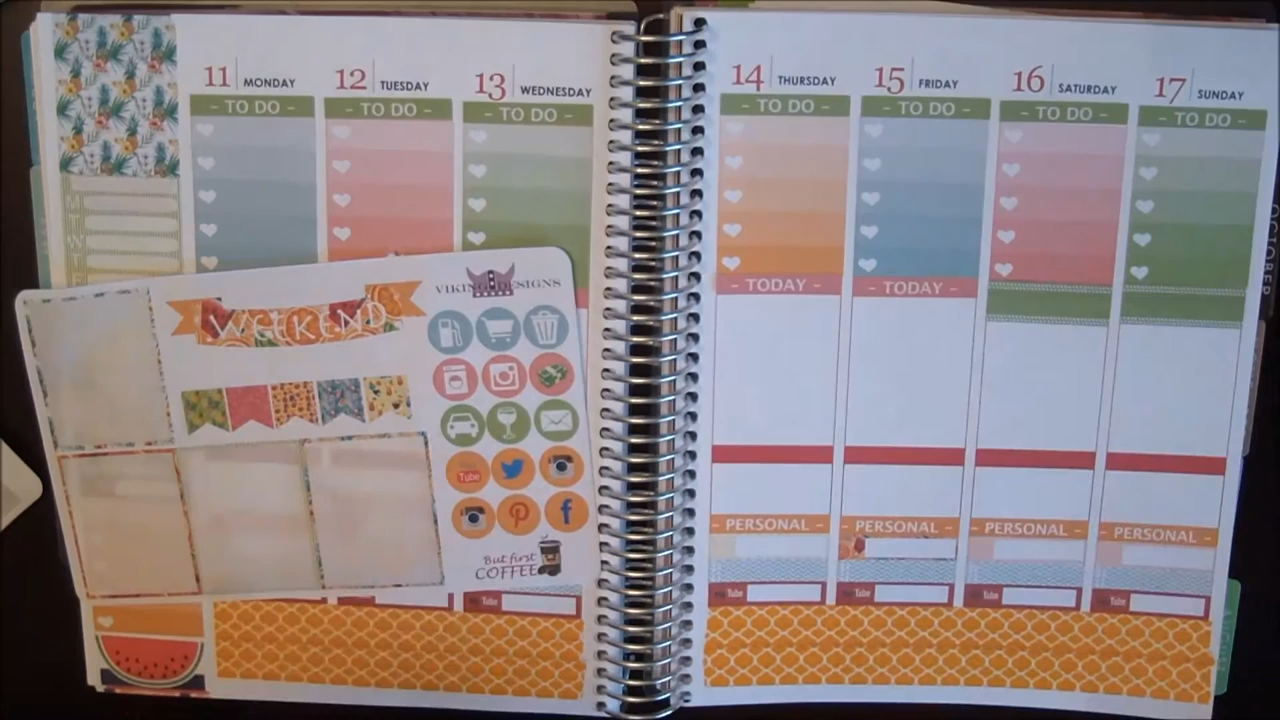 11 MONDAY
12 TUESDAY
13 WEDNESDAY
14 THURSDAY
15 FRIDAY
16 SATURDAY
17 SUNDAY
- TO DO -
- TO DO -
- TO DO -
- TO DO -
- TO DO -
- TO DO -
- TO DO -
M
T
W
- TODAY -
- TODAY -
WEEKEND
VIKING DESIGNS
Tube
But first
COFFEE
- PERSONAL -
- PERSONAL -
- PERSONAL -
- PERSONAL -
Tube
Tube
Tube
Tube
Tube
OCTOBER